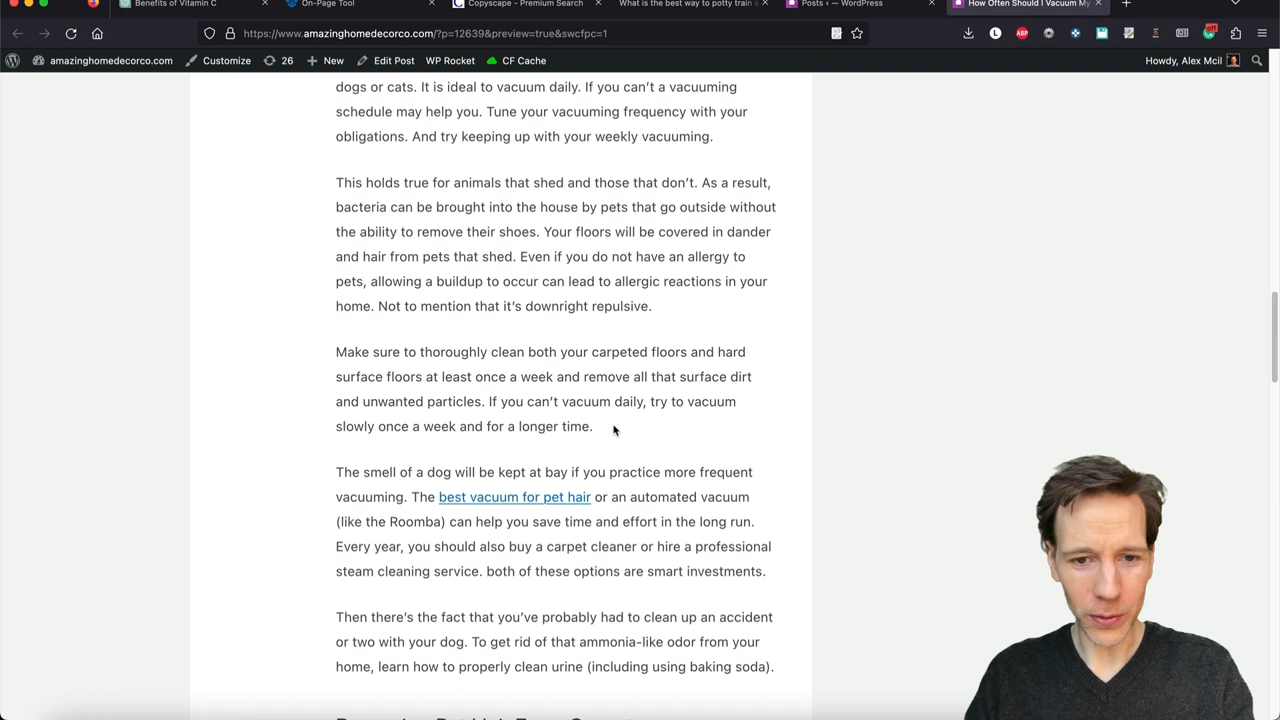 Benefits of Vitamin C
On-Page Tool
Copyscape - Premium Search
What is the best way to potty train a
Posts ‹ — WordPress
How Often Should I Vacuum My
https://www.amazinghomedecorco.com/?p=12639&preview=true&swcfpc=1
L
ABP
off
amazinghomedecorco.com
Customize
26
New
Edit Post
WP Rocket
CF Cache
Howdy, Alex Mcil
dogs or cats. It is ideal to vacuum daily. If you can't a vacuuming
schedule may help you. Tune your vacuuming frequency with your
obligations. And try keeping up with your weekly vacuuming.
This holds true for animals that shed and those that don't. As a result,
bacteria can be brought into the house by pets that go outside without
the ability to remove their shoes. Your floors will be covered in dander
and hair from pets that shed. Even if you do not have an allergy to
pets, allowing a buildup to occur can lead to allergic reactions in your
home. Not to mention that it's downright repulsive.
Make sure to thoroughly clean both your carpeted floors and hard
surface floors at least once a week and remove all that surface dirt
and unwanted particles. If you can't vacuum daily, try to vacuum
slowly once a week and for a longer time.
The smell of a dog will be kept at bay if you practice more frequent
vacuuming. The best vacuum for pet hair or an automated vacuum
(like the Roomba) can help you save time and effort in the long run.
Every year, you should also buy a carpet cleaner or hire a professional
steam cleaning service. both of these options are smart investments.
Then there's the fact that you've probably had to clean up an accident
or two with your dog. To get rid of that ammonia-like odor from your
home, learn how to properly clean urine (including using baking soda).